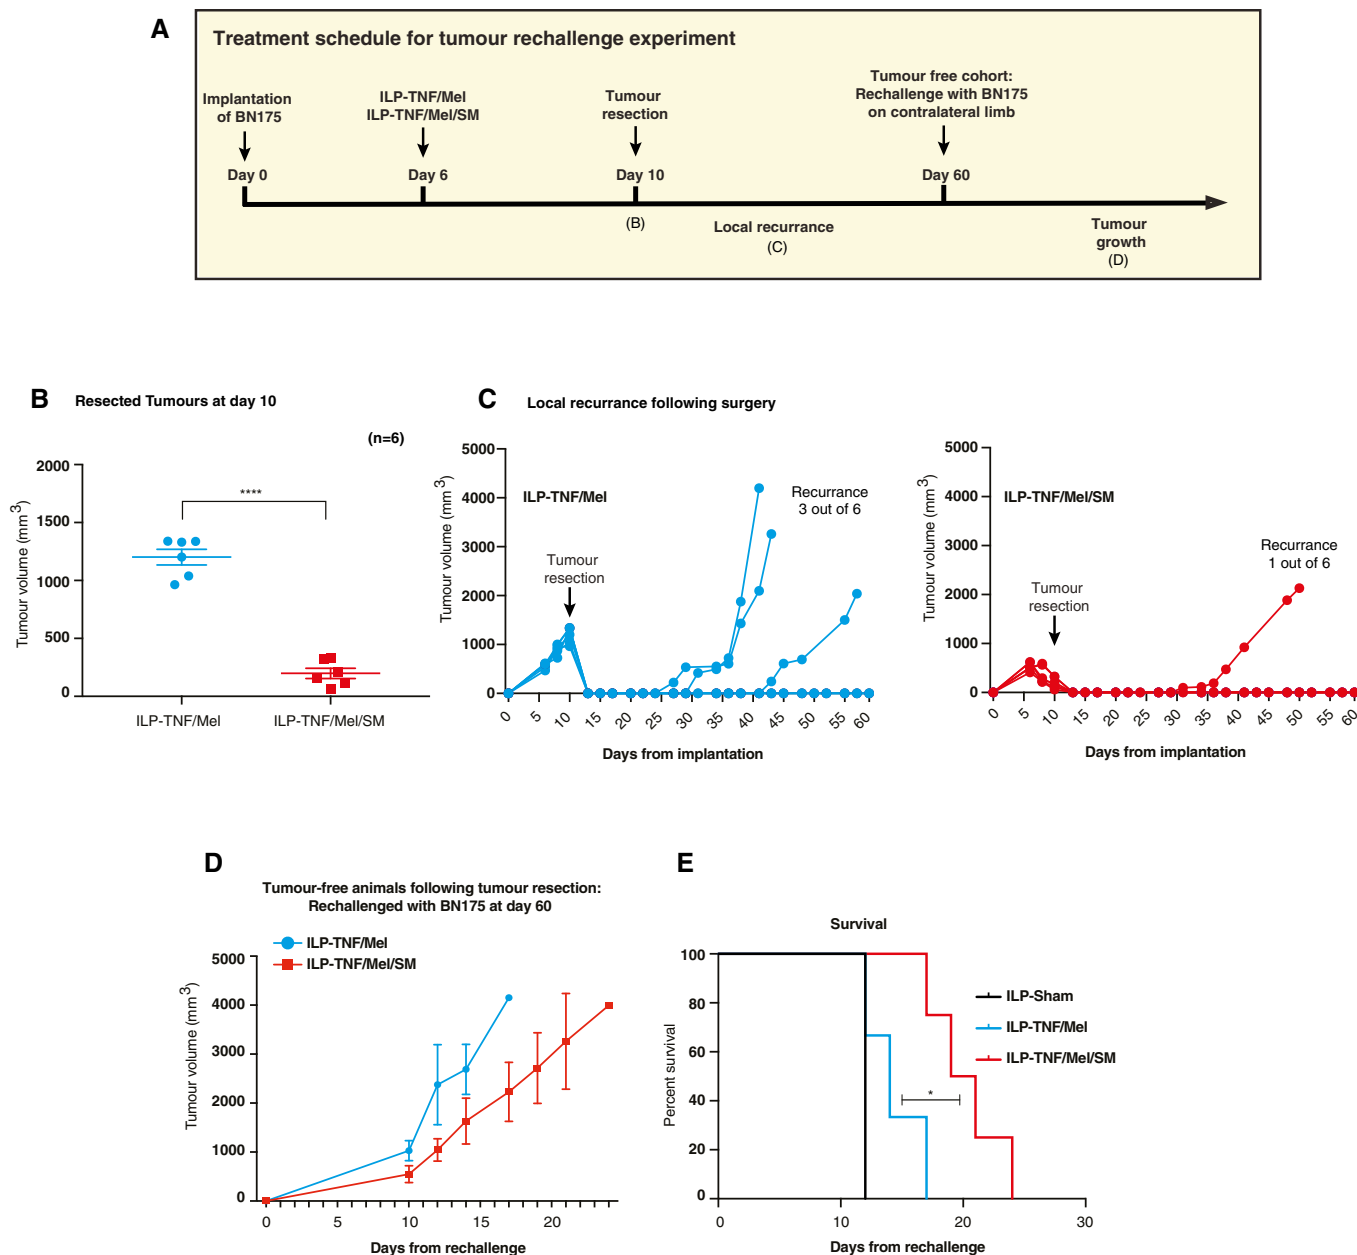 A
Treatment schedule for tumour rechallenge experiment
Implantation
of BN175
ILP-TNF/Mel
ILP-TNF/Mel/SM
Tumour
resection
Tumour free cohort:
Rechallenge with BN175
on contralateral limb
Day 0
Day 6
Day 10
Day 60
(B)
Local recurrance
(C)
Tumour
growth
(D)
B
Resected Tumours at day 10
(n=6)
Tumour volume (mm3)
2000
1500
1000
500
0
****
ILP-TNF/Mel
ILP-TNF/Mel/SM
C
Local recurrance following surgery
Tumour volume (mm3)
5000
4000
3000
2000
1000
0
ILP-TNF/Mel
Recurrance
3 out of 6
Tumour
resection
0 5 10 15 20 25 30 35 40 45 50 55 60
Days from implantation
Tumour volume (mm3)
5000
4000
3000
2000
1000
0
ILP-TNF/Mel/SM
Recurrance
1 out of 6
Tumour
resection
0 5 10 15 20 25 30 35 40 45 50 55 60
Days from implantation
D
Tumour-free animals following tumour resection:
Rechallenged with BN175 at day 60
ILP-TNF/Mel
ILP-TNF/Mel/SM
Tumour volume (mm3)
5000
4000
3000
2000
1000
0
0 5 10 15 20
Days from rechallenge
E
Survival
Percent survival
100
80
60
40
20
0
ILP-Sham
ILP-TNF/Mel
ILP-TNF/Mel/SM
*
0 10 20 30
Days from rechallenge